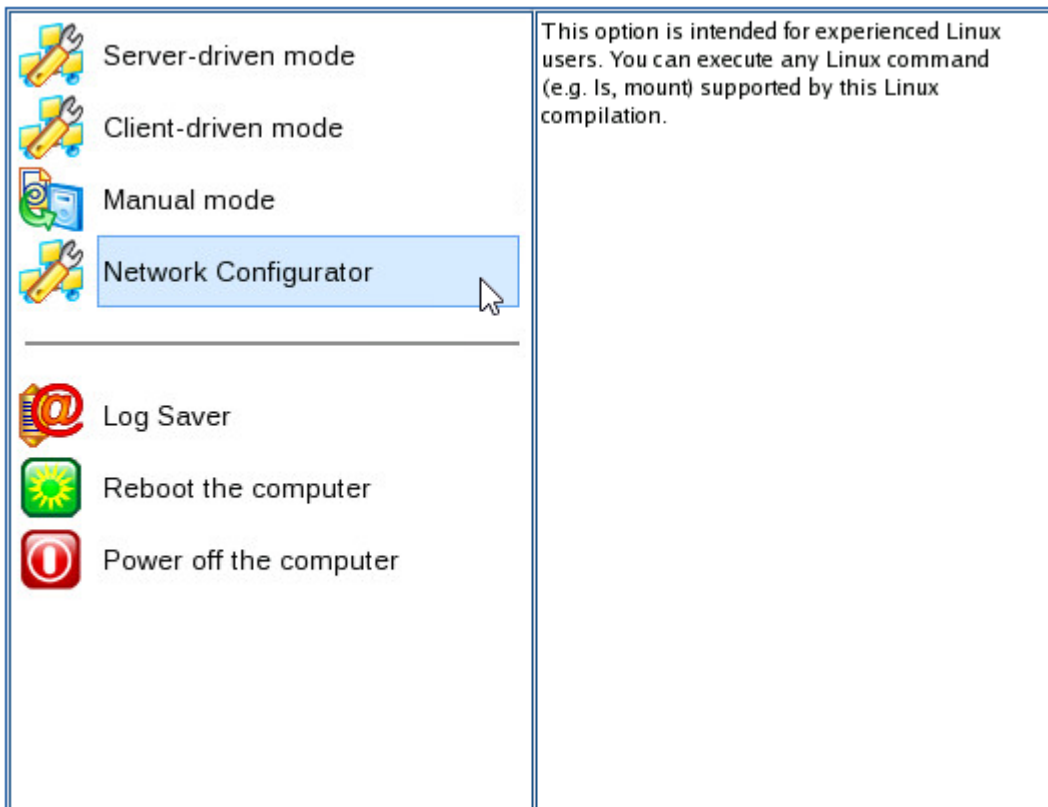 Server-driven mode
Client-driven mode
Manual mode
Network Configurator
Log Saver
Reboot the computer
Power off the computer
This option is intended for experienced Linux
users. You can execute any Linux command
(e.g. ls, mount) supported by this Linux
compilation.